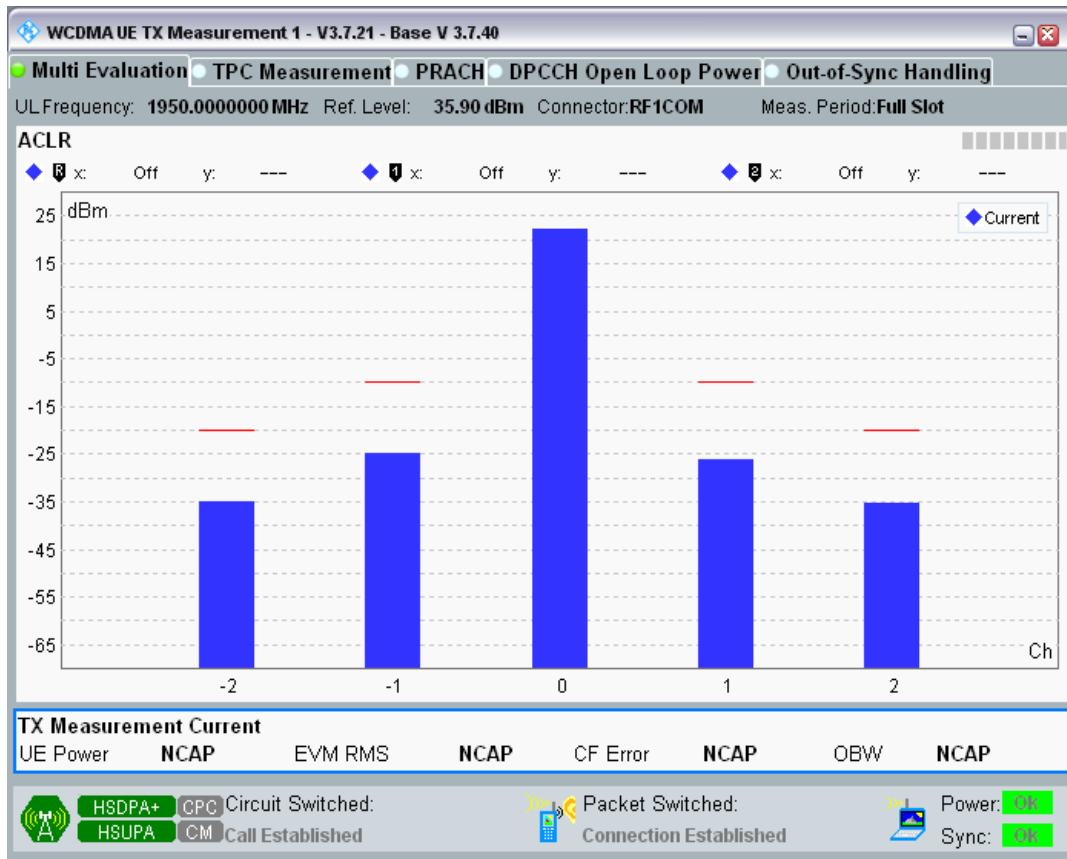 WCDMA UE TX Measurement 1 - V3.7.21 - Base V 3.7.40
Multi Evaluation TPC Measurement PRACH DPCCH Open Loop Power Out-of-Sync Handling
UL Frequency: 1950.0000000 MHz Ref. Level: 35.90 dBm Connector:RF1COM Meas. Period:Full Slot
ACLR
R x: Off y: --- 1 x: Off y: --- 2 x: Off y: ---
dBm
Current
25
15
5
-5
-15
-25
-35
-45
-55
-65
Ch
-2 -1 0 1 2
TX Measurement Current
UE Power NCAP EVM RMS NCAP CF Error NCAP OBW NCAP
HSDPA+ CPC Circuit Switched: Packet Switched: Power: Ok
HSUPA CM Call Established Connection Established Sync: Ok